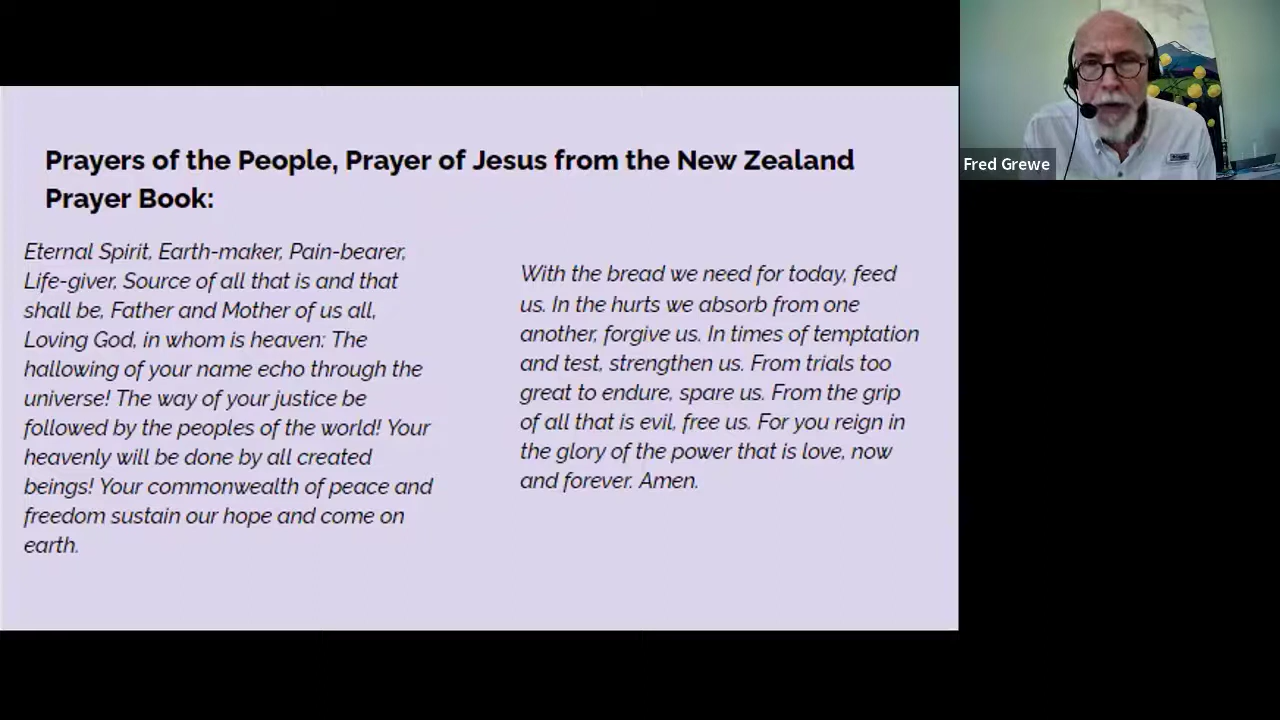 Prayers of the People, Prayer of Jesus from the New Zealand
Prayer Book:
Eternal Spirit, Earth-maker, Pain-bearer,
Life-giver, Source of all that is and that
shall be, Father and Mother of us all,
Loving God, in whom is heaven: The
hallowing of your name echo through the
universe! The way of your justice be
followed by the peoples of the world! Your
heavenly will be done by all created
beings! Your commonwealth of peace and
freedom sustain our hope and come on
earth.
With the bread we need for today, feed
us. In the hurts we absorb from one
another, forgive us. In times of temptation
and test, strengthen us. From trials too
great to endure, spare us. From the grip
of all that is evil, free us. For you reign in
the glory of the power that is love, now
and forever. Amen.
Fred Grewe